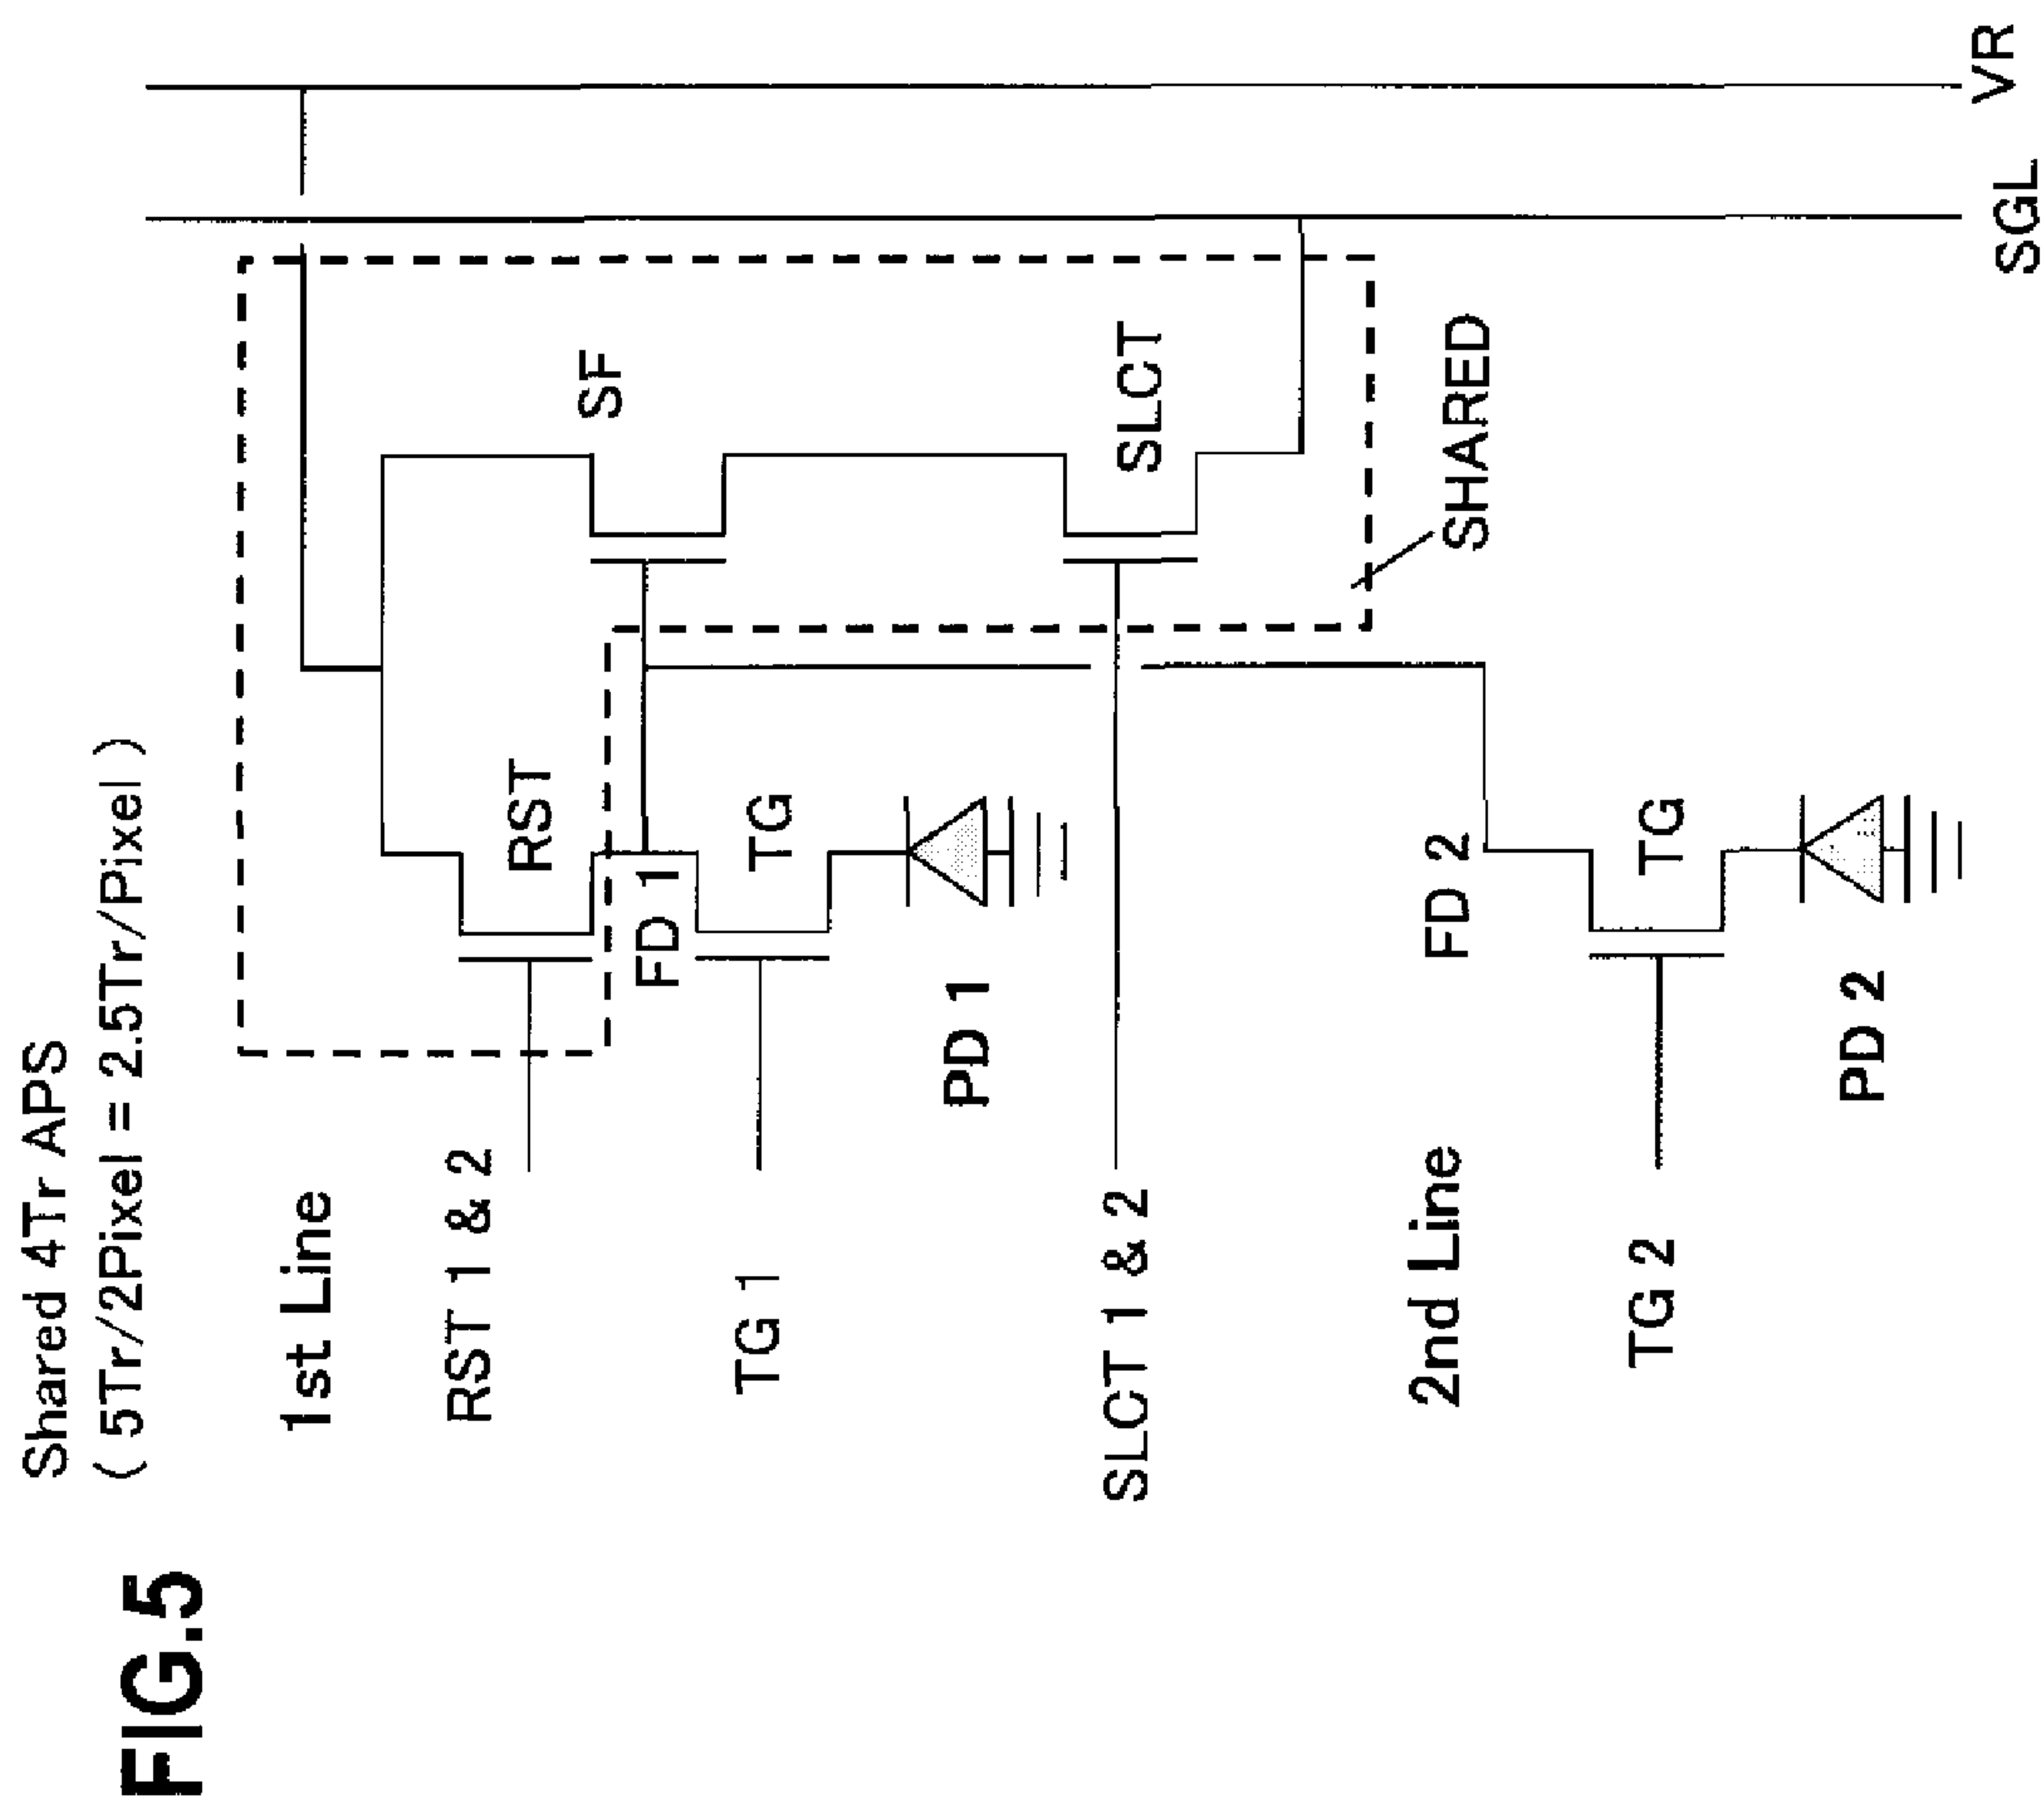 FIG.5
Shared 4Tr APS
( 5Tr/2Pixel = 2.5Tr/Pixel )
1st Line
RST 1 & 2
RST
SF
FD 1
TG 1
TG
PD 1
SLCT 1 & 2
SLCT
SHARED
2nd Line
FD 2
TG 2
TG
PD 2
SGL
VR